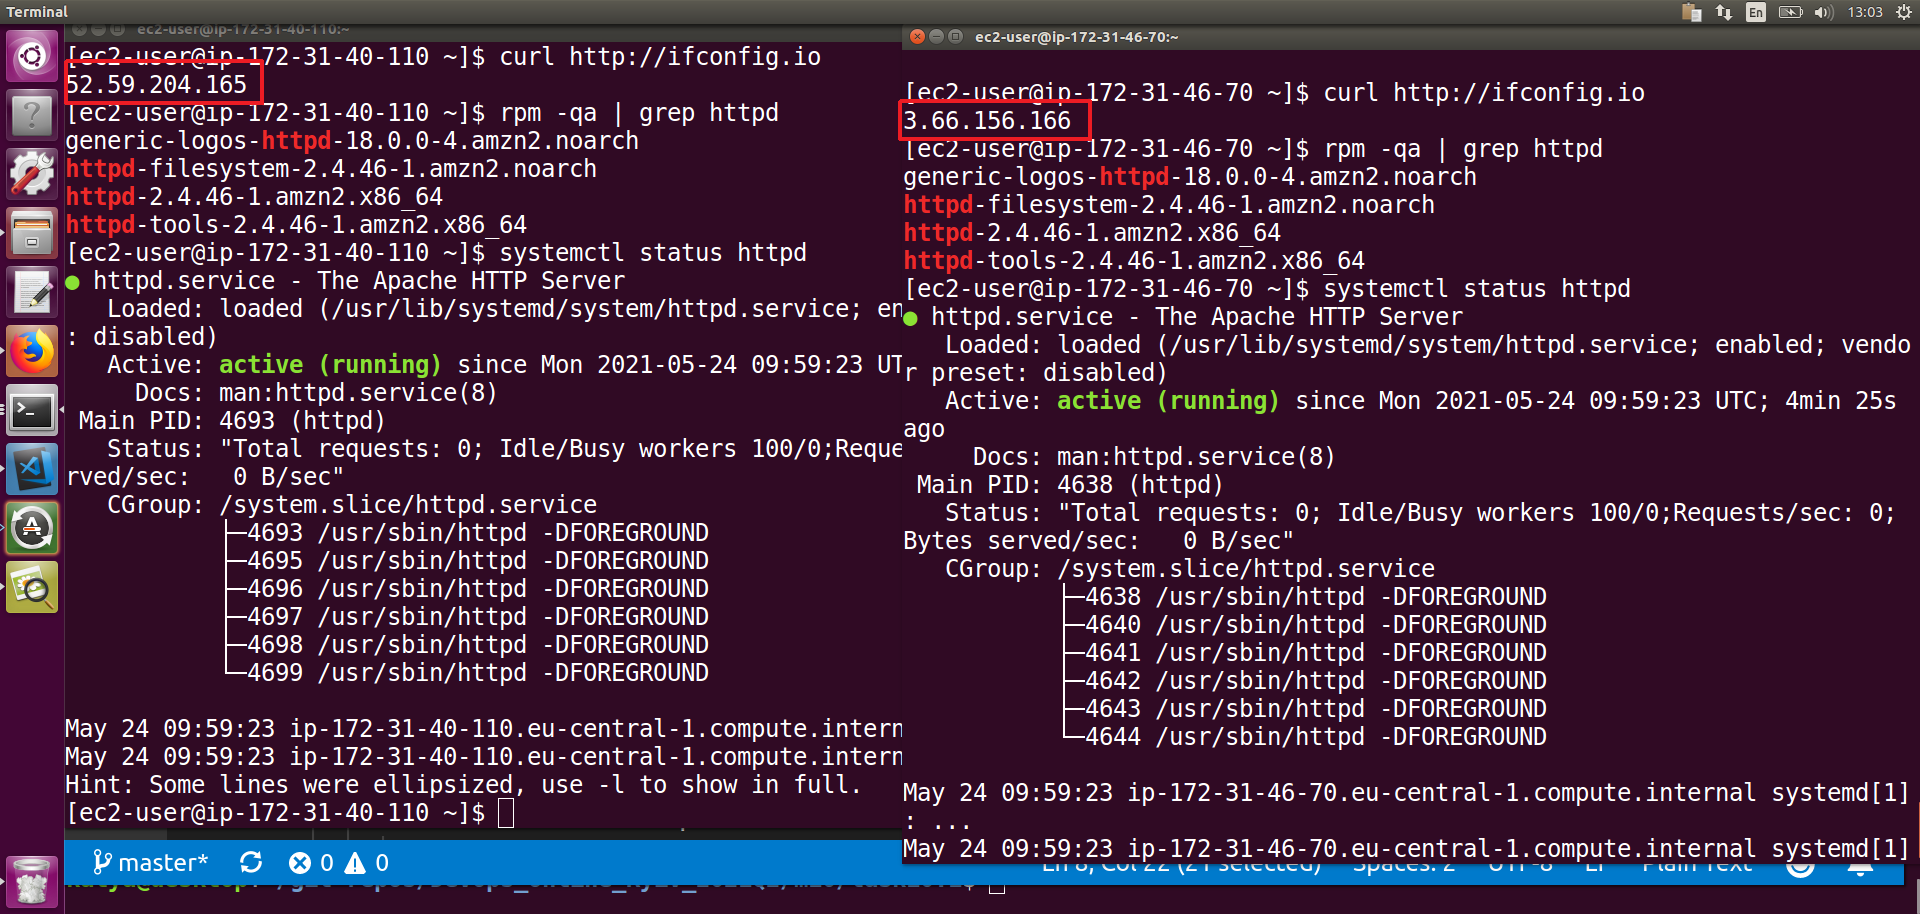 Terminal
En
13:03
ec2-user@ip-172-31-40-110:~
[ec2-user@ip-172-31-40-110 ~]$ curl http://ifconfig.io
52.59.204.165
[ec2-user@ip-172-31-40-110 ~]$ rpm -qa | grep httpd
generic-logos-httpd-18.0.0-4.amzn2.noarch
httpd-filesystem-2.4.46-1.amzn2.noarch
httpd-2.4.46-1.amzn2.x86_64
httpd-tools-2.4.46-1.amzn2.x86_64
[ec2-user@ip-172-31-40-110 ~]$ systemctl status httpd
● httpd.service - The Apache HTTP Server
Loaded: loaded (/usr/lib/systemd/system/httpd.service; en
: disabled)
Active: active (running) since Mon 2021-05-24 09:59:23 UT
Docs: man:httpd.service(8)
Main PID: 4693 (httpd)
Status: "Total requests: 0; Idle/Busy workers 100/0;Reque
rved/sec:   0 B/sec"
CGroup: /system.slice/httpd.service
├─4693 /usr/sbin/httpd -DFOREGROUND
├─4695 /usr/sbin/httpd -DFOREGROUND
├─4696 /usr/sbin/httpd -DFOREGROUND
├─4697 /usr/sbin/httpd -DFOREGROUND
├─4698 /usr/sbin/httpd -DFOREGROUND
└─4699 /usr/sbin/httpd -DFOREGROUND
May 24 09:59:23 ip-172-31-40-110.eu-central-1.compute.intern
May 24 09:59:23 ip-172-31-40-110.eu-central-1.compute.intern
Hint: Some lines were ellipsized, use -l to show in full.
[ec2-user@ip-172-31-40-110 ~]$
ec2-user@ip-172-31-46-70:~
[ec2-user@ip-172-31-46-70 ~]$ curl http://ifconfig.io
3.66.156.166
[ec2-user@ip-172-31-46-70 ~]$ rpm -qa | grep httpd
generic-logos-httpd-18.0.0-4.amzn2.noarch
httpd-filesystem-2.4.46-1.amzn2.noarch
httpd-2.4.46-1.amzn2.x86_64
httpd-tools-2.4.46-1.amzn2.x86_64
[ec2-user@ip-172-31-46-70 ~]$ systemctl status httpd
● httpd.service - The Apache HTTP Server
Loaded: loaded (/usr/lib/systemd/system/httpd.service; enabled; vendo
r preset: disabled)
Active: active (running) since Mon 2021-05-24 09:59:23 UTC; 4min 25s
ago
Docs: man:httpd.service(8)
Main PID: 4638 (httpd)
Status: "Total requests: 0; Idle/Busy workers 100/0;Requests/sec: 0;
Bytes served/sec:   0 B/sec"
CGroup: /system.slice/httpd.service
├─4638 /usr/sbin/httpd -DFOREGROUND
├─4640 /usr/sbin/httpd -DFOREGROUND
├─4641 /usr/sbin/httpd -DFOREGROUND
├─4642 /usr/sbin/httpd -DFOREGROUND
├─4643 /usr/sbin/httpd -DFOREGROUND
└─4644 /usr/sbin/httpd -DFOREGROUND
May 24 09:59:23 ip-172-31-46-70.eu-central-1.compute.internal systemd[1]
: ...
May 24 09:59:23 ip-172-31-46-70.eu-central-1.compute.internal systemd[1]
master* 0 0
Ln 8, Col 22 (21 selected) Spaces: 2 UTF-8 LF Plain Text